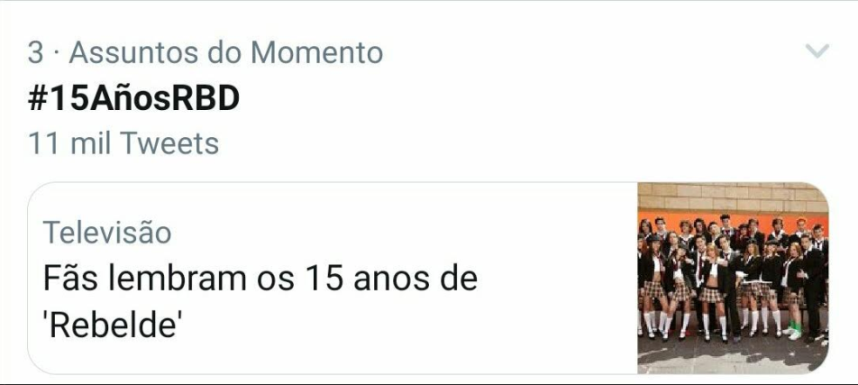 3 · Assuntos do Momento
#15AñosRBD
11 mil Tweets
Televisão
Fãs lembram os 15 anos de
'Rebelde'